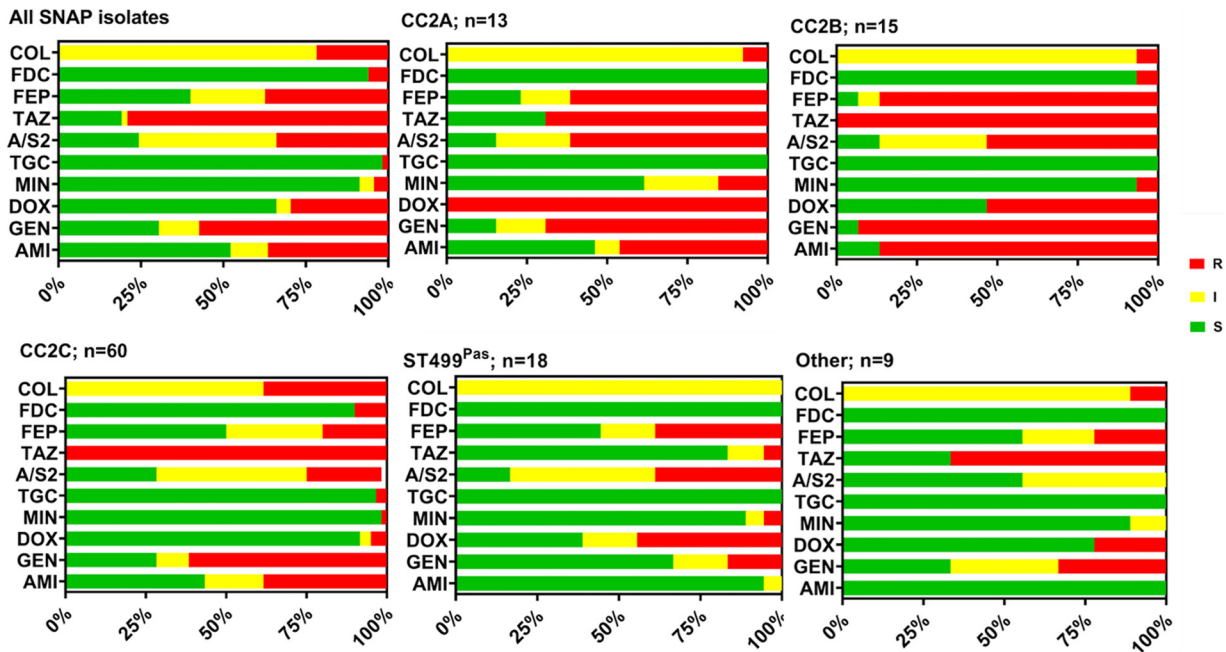 All SNAP isolates
COL
FDC
FEP
TAZ
A/S2
TGC
MIN
DOX
GEN
AMI
0% 25% 50% 75% 100%
CC2A; n=13
COL
FDC
FEP
TAZ
A/S2
TGC
MIN
DOX
GEN
AMI
0% 25% 50% 75% 100%
CC2B; n=15
COL
FDC
FEP
TAZ
A/S2
TGC
MIN
DOX
GEN
AMI
0% 25% 50% 75% 100%
R
I
S
CC2C; n=60
COL
FDC
FEP
TAZ
A/S2
TGC
MIN
DOX
GEN
AMI
0% 25% 50% 75% 100%
ST499Pas; n=18
COL
FDC
FEP
TAZ
A/S2
TGC
MIN
DOX
GEN
AMI
0% 25% 50% 75% 100%
Other; n=9
COL
FDC
FEP
TAZ
A/S2
TGC
MIN
DOX
GEN
AMI
0% 25% 50% 75% 100%